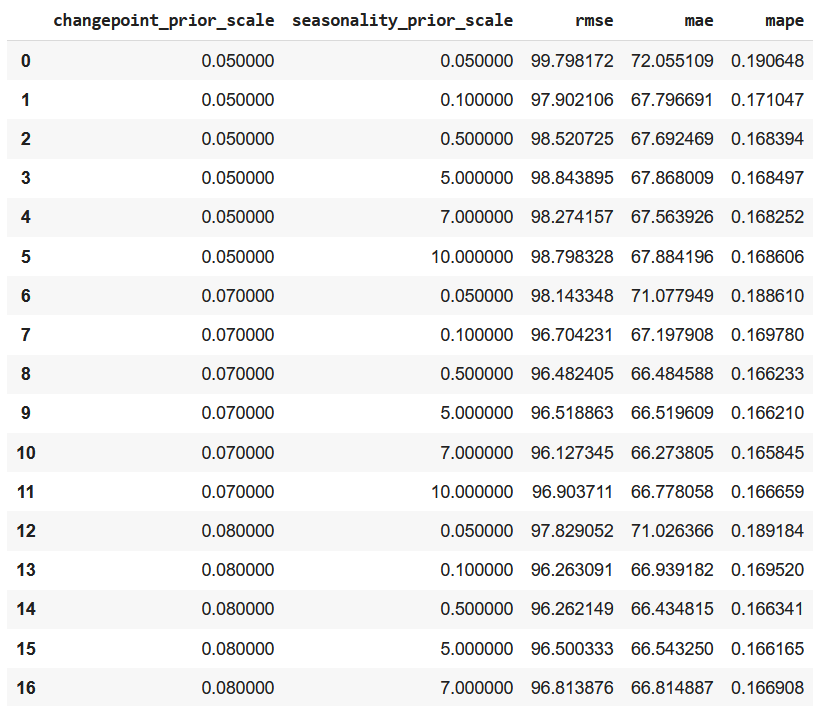 changepoint_prior_scale seasonality_prior_scale rmse mae mape
0 0.050000 0.050000 99.798172 72.055109 0.190648
1 0.050000 0.100000 97.902106 67.796691 0.171047
2 0.050000 0.500000 98.520725 67.692469 0.168394
3 0.050000 5.000000 98.843895 67.868009 0.168497
4 0.050000 7.000000 98.274157 67.563926 0.168252
5 0.050000 10.000000 98.798328 67.884196 0.168606
6 0.070000 0.050000 98.143348 71.077949 0.188610
7 0.070000 0.100000 96.704231 67.197908 0.169780
8 0.070000 0.500000 96.482405 66.484588 0.166233
9 0.070000 5.000000 96.518863 66.519609 0.166210
10 0.070000 7.000000 96.127345 66.273805 0.165845
11 0.070000 10.000000 96.903711 66.778058 0.166659
12 0.080000 0.050000 97.829052 71.026366 0.189184
13 0.080000 0.100000 96.263091 66.939182 0.169520
14 0.080000 0.500000 96.262149 66.434815 0.166341
15 0.080000 5.000000 96.500333 66.543250 0.166165
16 0.080000 7.000000 96.813876 66.814887 0.166908